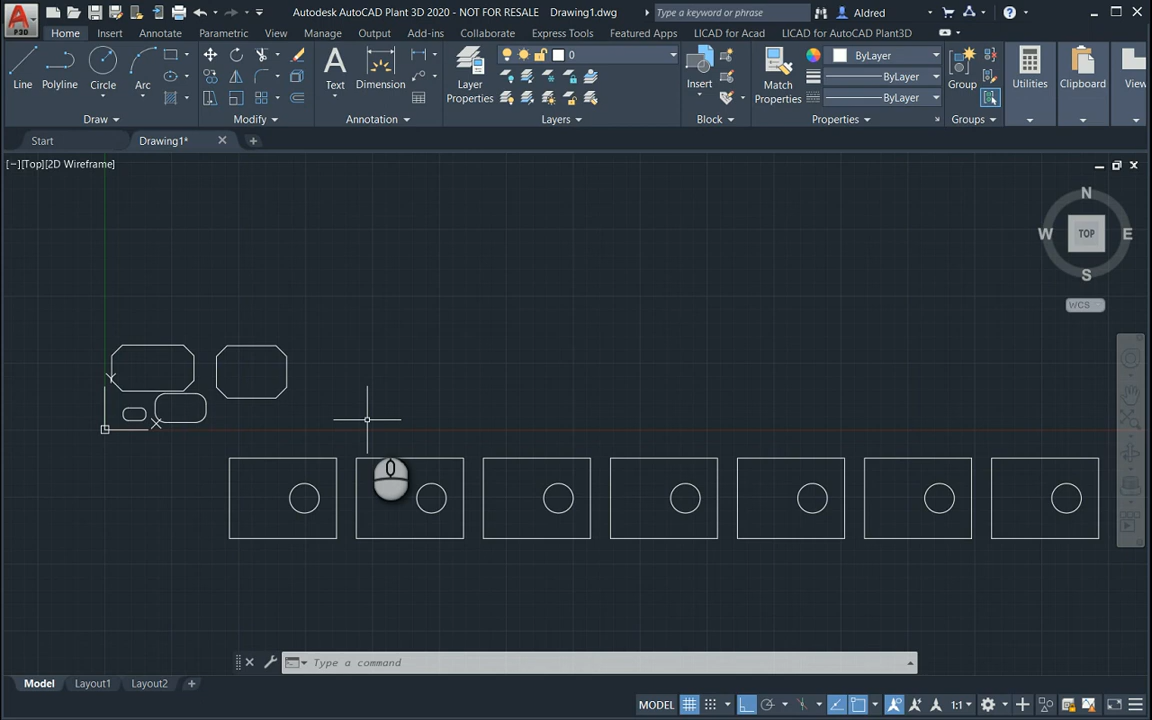 A
P3D
Autodesk AutoCAD Plant 3D 2020 - NOT FOR RESALE Drawing1.dwg
Type a keyword or phrase
Aldred
Home Insert Annotate Parametric View Manage Output Add-ins Collaborate Express Tools Featured Apps LICAD for Acad LICAD for AutoCAD Plant3D
Line Polyline Circle Arc
Text Dimension
Layer Properties
0
Insert
Match Properties
ByLayer
ByLayer
ByLayer
Group
Utilities
Clipboard
View
Draw Modify Annotation Layers Block Properties Groups
Start Drawing1*
[−][Top][2D Wireframe]
N
W TOP E
S
WCS
Y
X
Type a command
Model Layout1 Layout2
MODEL 1:1